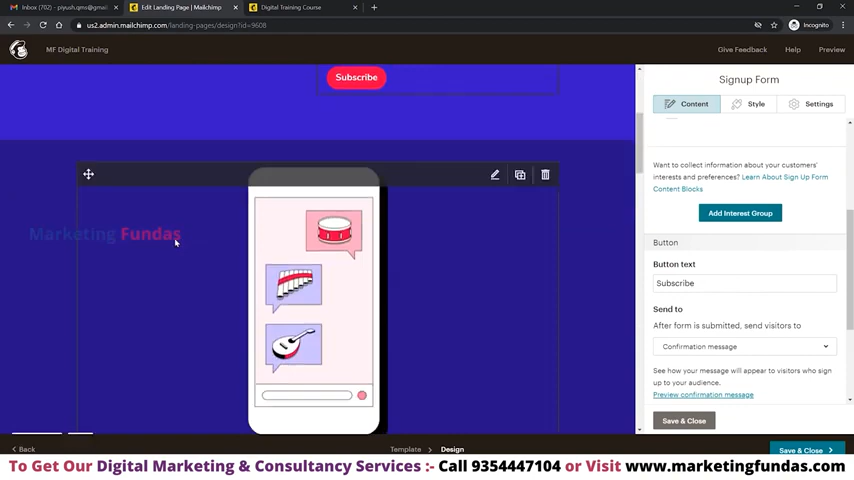 Inbox (702) - piyush.qms@gmail
Edit Landing Page | Mailchimp
Digital Training Course
us2.admin.mailchimp.com/landing-pages/design?id=9608
Incognito
MF Digital Training
Give Feedback
Help
Preview
Subscribe
Signup Form
Content
Style
Settings
Want to collect information about your customers'
interests and preferences? Learn About Sign Up Form
Content Blocks
Add Interest Group
Marketing Fundas
Button
Button text
Subscribe
Send to
After form is submitted, send visitors to
Confirmation message
See how your message will appear to visitors who sign
up to your audience.
Preview confirmation message
Save & Close
Back
Template
Design
Save & Close
To Get Our Digital Marketing & Consultancy Services :- Call 9354447104 or Visit www.marketingfundas.com